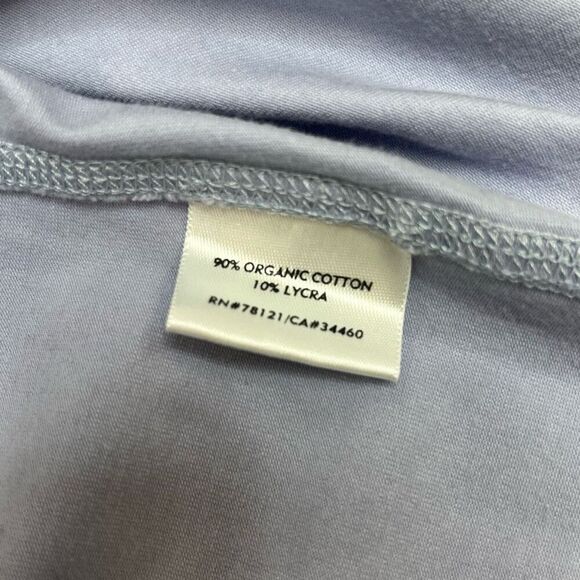 90% ORGANIC COTTON
10% LYCRA
RN#78121/CA#34460